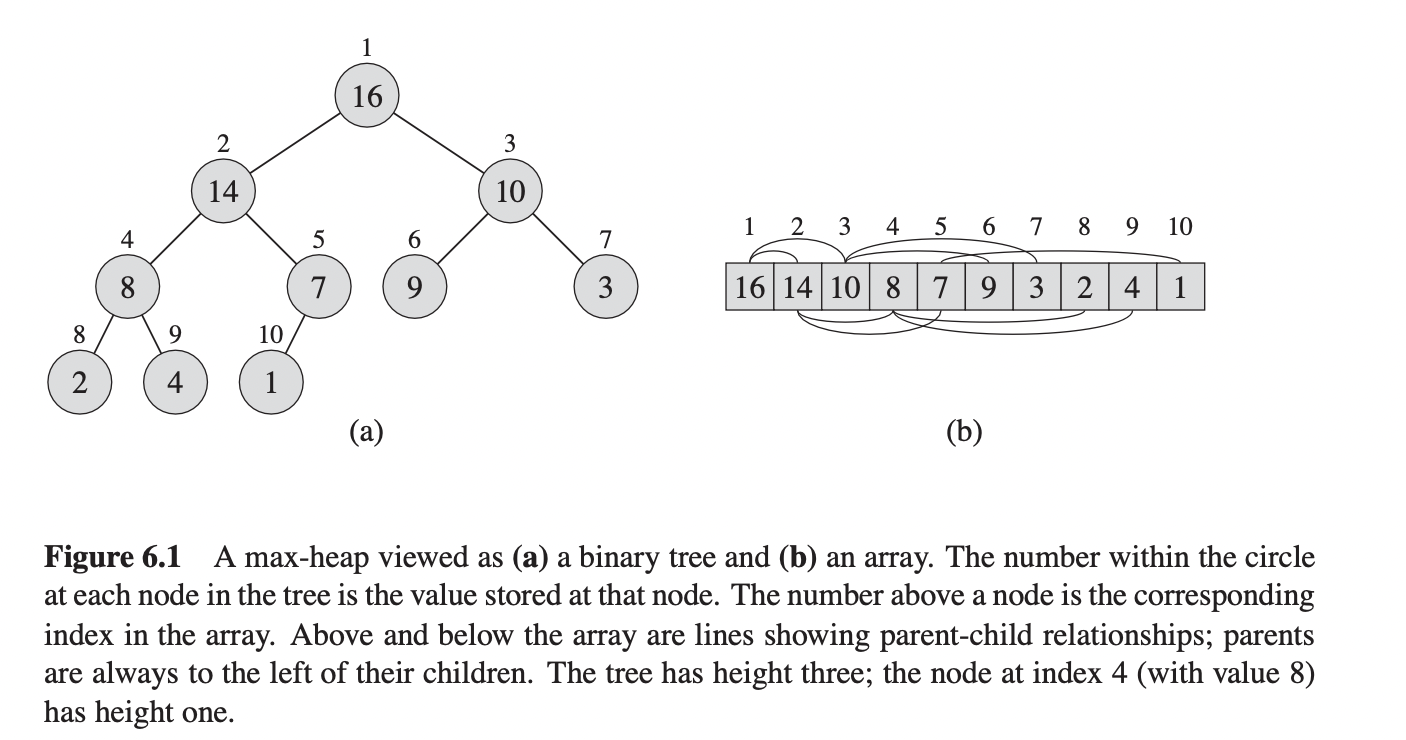 1
16
2
3
14
10
4
5
6
7
8
7
9
3
8
9
10
2
4
1
(a)
1 2 3 4 5 6 7 8 9 10
16 14 10 8 7 9 3 2 4 1
(b)
Figure 6.1 A max-heap viewed as (a) a binary tree and (b) an array. The number within the circle
at each node in the tree is the value stored at that node. The number above a node is the corresponding
index in the array. Above and below the array are lines showing parent-child relationships; parents
are always to the left of their children. The tree has height three; the node at index 4 (with value 8)
has height one.